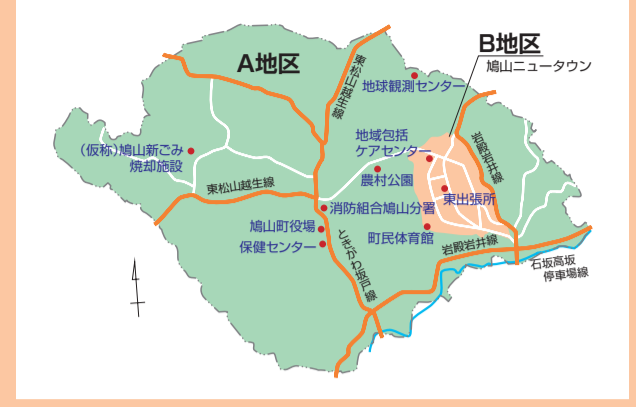 A地区
B地区
鳩山ニュータウン
東松山越生線
地球観測センター
地域包括
ケアセンター
岩殿岩井線
(仮称)鳩山新ごみ
焼却施設
農村公園
東松山越生線
東出張所
消防組合鳩山分署
鳩山町役場
町民体育館
保健センター
ときがわ坂戸線
岩殿岩井線
石坂高坂
停車場線